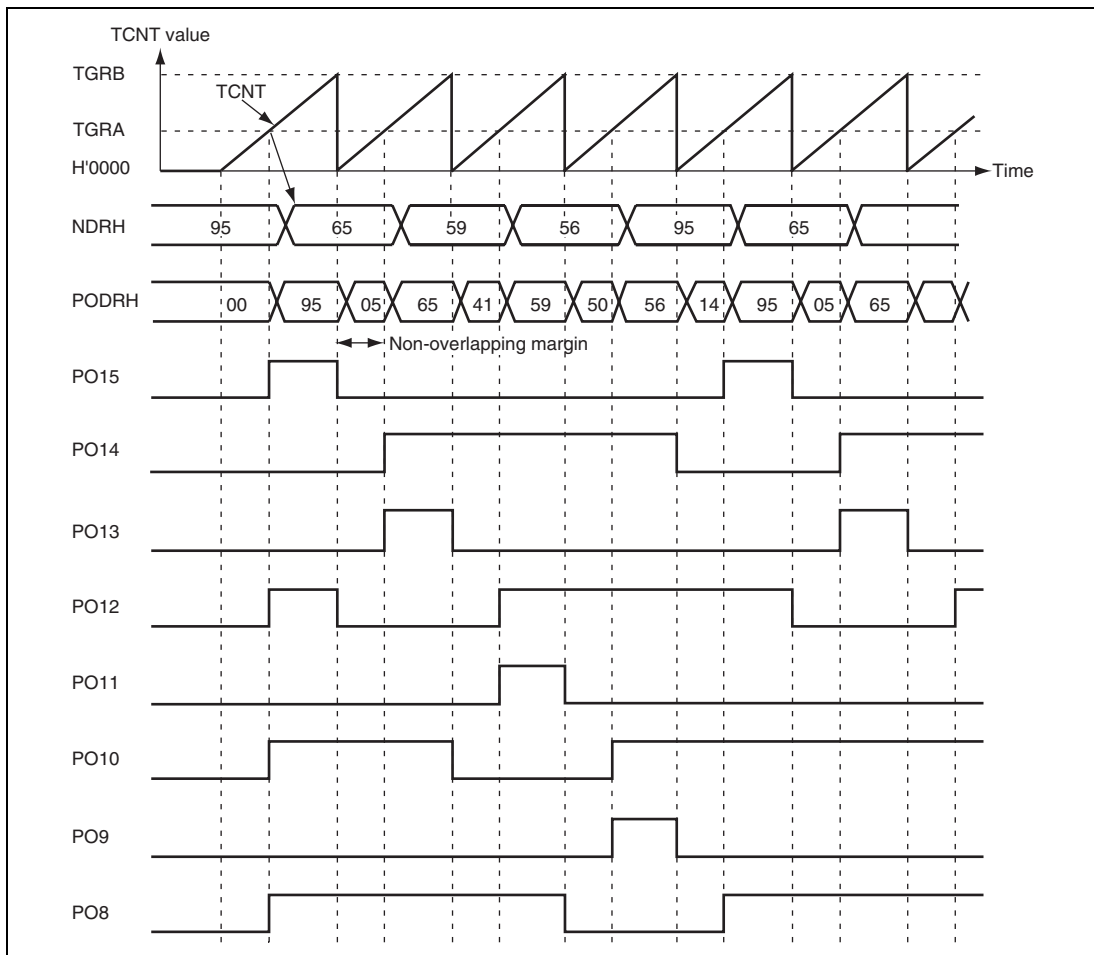 TCNT value
TGRB
TCNT
TGRA
H'0000
Time
NDRH 95 65 59 56 95 65
PODRH 00 95 05 65 41 59 50 56 14 95 05 65
Non-overlapping margin
PO15
PO14
PO13
PO12
PO11
PO10
PO9
PO8